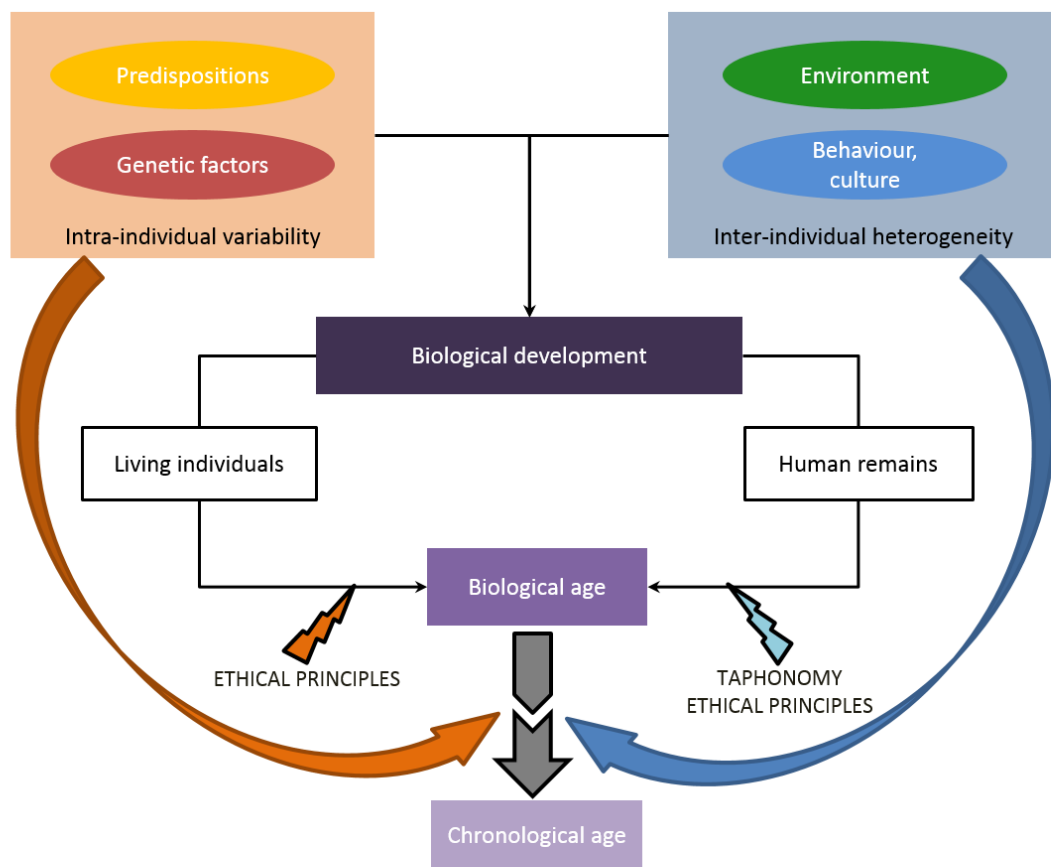 Predispositions
Genetic factors
Intra-individual variability
Environment
Behaviour,
culture
Inter-individual heterogeneity
Biological development
Living individuals
Human remains
Biological age
ETHICAL PRINCIPLES
TAPHONOMY
ETHICAL PRINCIPLES
Chronological age